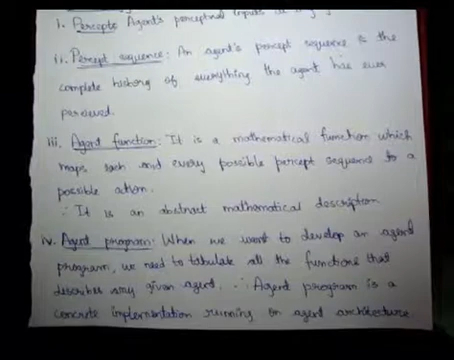 i. Percepts Agent's perceptual inputs at any
ii. Percept sequence: An agent's percept sequence is the
complete history of everything the agent has ever
perceived.
iii. Agent function: It is a mathematical function which
maps each and every possible percept sequence to a
possible action.
∴ It is an abstract mathematical description
iv. Agent program: When we want to develop an agent
program, we need to tabulate all the functions that
describes any given agent. ∴ Agent program is a
concrete implementation running on agent architecture.